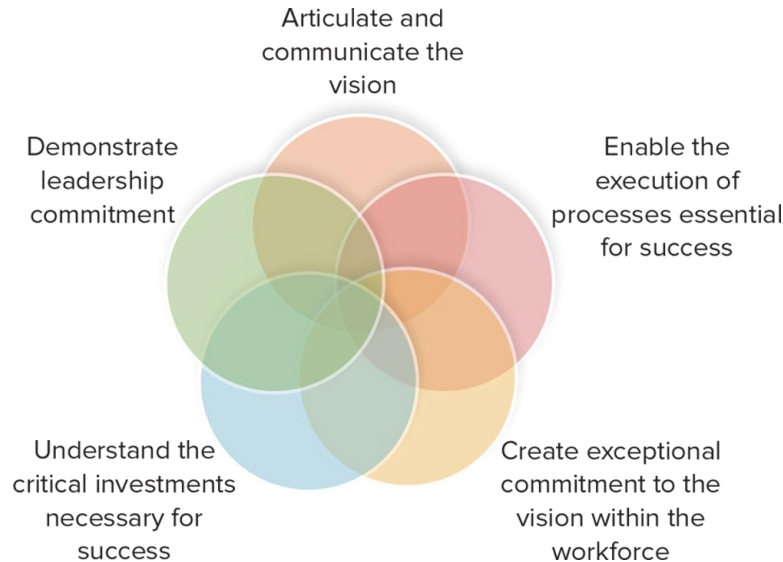 Articulate and
communicate the
vision
Demonstrate
leadership
commitment
Enable the
execution of
processes essential
for success
Understand the
critical investments
necessary for
success
Create exceptional
commitment to the
vision within the
workforce